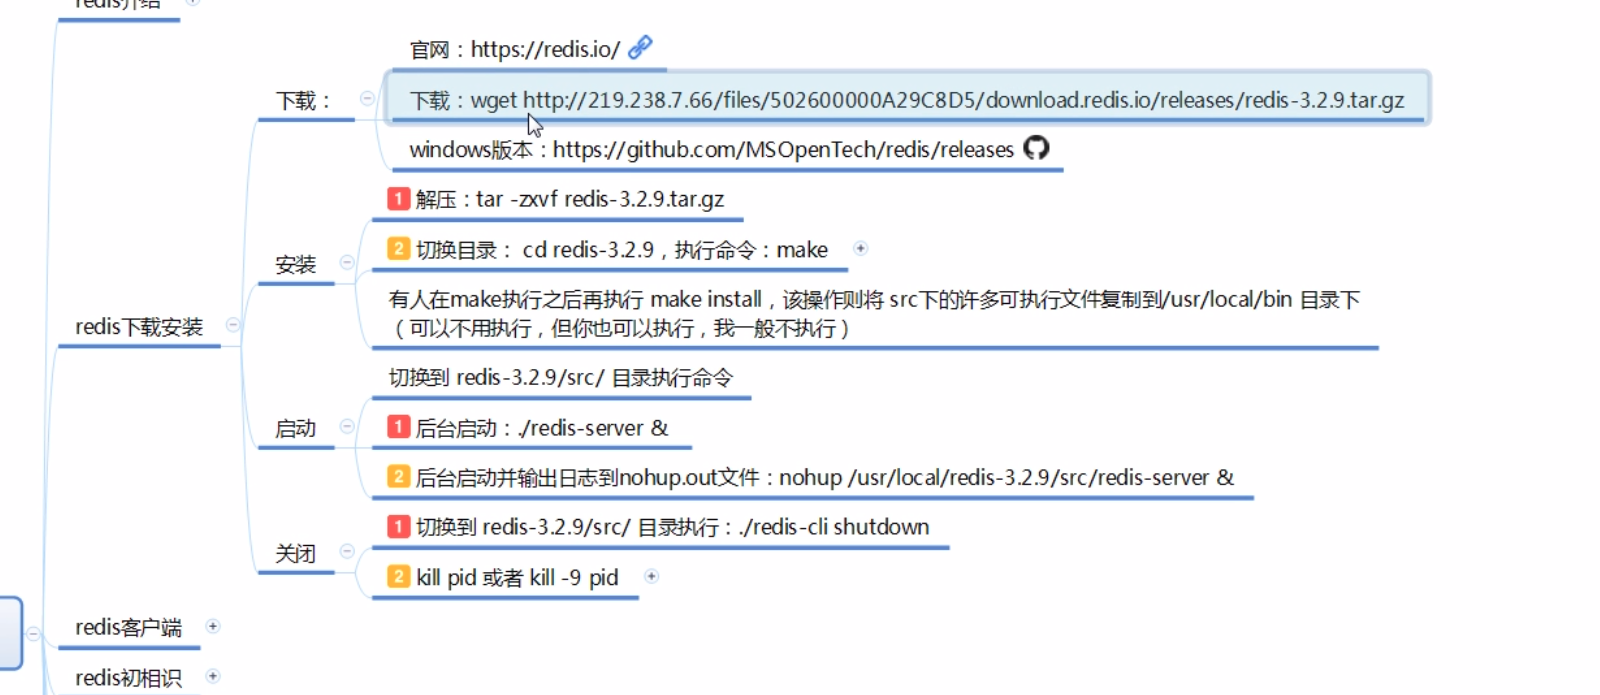 redis介绍
官网：https://redis.io/
下载：
下载：wget http://219.238.7.66/files/502600000A29C8D5/download.redis.io/releases/redis-3.2.9.tar.gz
windows版本：https://github.com/MSOpenTech/redis/releases
1 解压：tar -zxvf redis-3.2.9.tar.gz
2 切换目录： cd redis-3.2.9，执行命令：make
安装
有人在make执行之后再执行 make install，该操作则将 src下的许多可执行文件复制到/usr/local/bin 目录下
（可以不用执行，但你也可以执行，我一般不执行）
redis下载安装
切换到 redis-3.2.9/src/ 目录执行命令
启动
1 后台启动：./redis-server &
2 后台启动并输出日志到nohup.out文件：nohup /usr/local/redis-3.2.9/src/redis-server &
1 切换到 redis-3.2.9/src/ 目录执行：./redis-cli shutdown
关闭
2 kill pid 或者 kill -9 pid
redis客户端
redis初相识